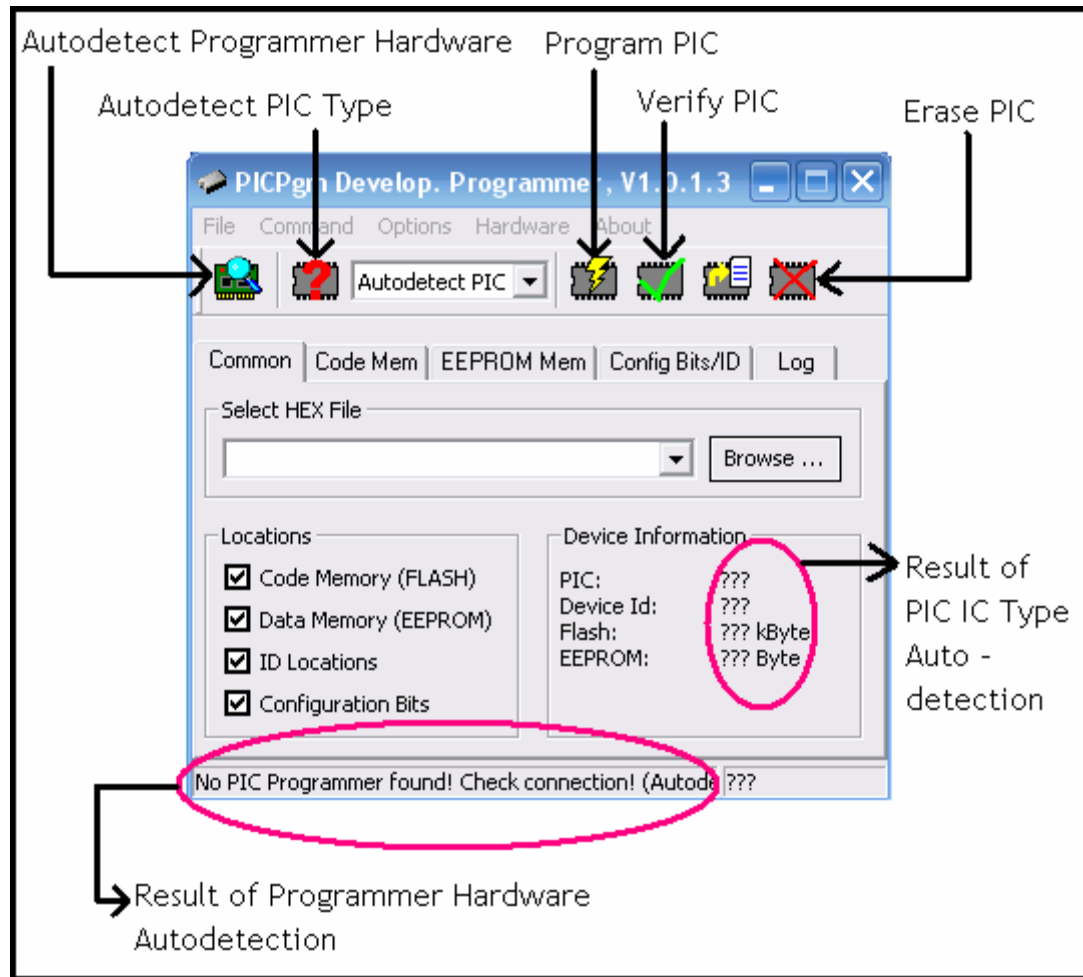 Autodetect Programmer Hardware
Program PIC
Autodetect PIC Type
Verify PIC
Erase PIC
PICPgm Develop. Programmer, V1.0.1.3
File Command Options Hardware About
Autodetect PIC
Common Code Mem EEPROM Mem Config Bits/ID Log
Select HEX File
Browse ...
Locations
Code Memory (FLASH)
Data Memory (EEPROM)
ID Locations
Configuration Bits
Device Information
PIC: ???
Device Id: ???
Flash: ??? kByte
EEPROM: ??? Byte
Result of
PIC IC Type
Auto -
detection
No PIC Programmer found! Check connection! (Autode ???
Result of Programmer Hardware
Autodetection